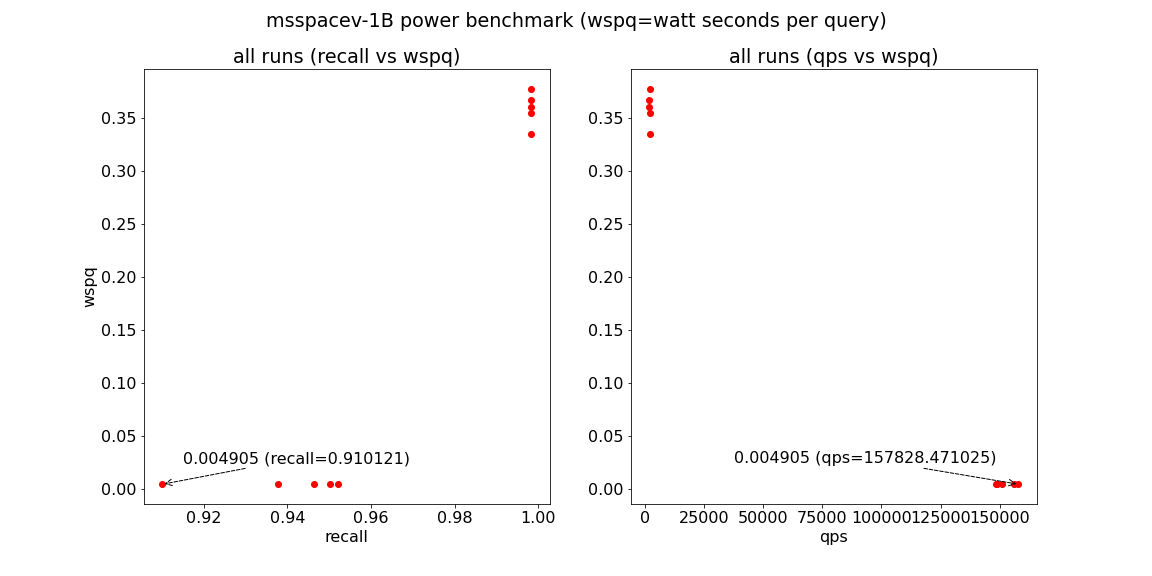 msspacev-1B power benchmark (wspq=watt seconds per query)
all runs (recall vs wspq)
wspq
0.35
0.30
0.25
0.20
0.15
0.10
0.05
0.00
0.004905 (recall=0.910121)
0.92 0.94 0.96 0.98 1.00
recall
all runs (qps vs wspq)
0.35
0.30
0.25
0.20
0.15
0.10
0.05
0.00
0.004905 (qps=157828.471025)
0 25000 50000 75000 100000 125000 150000
qps